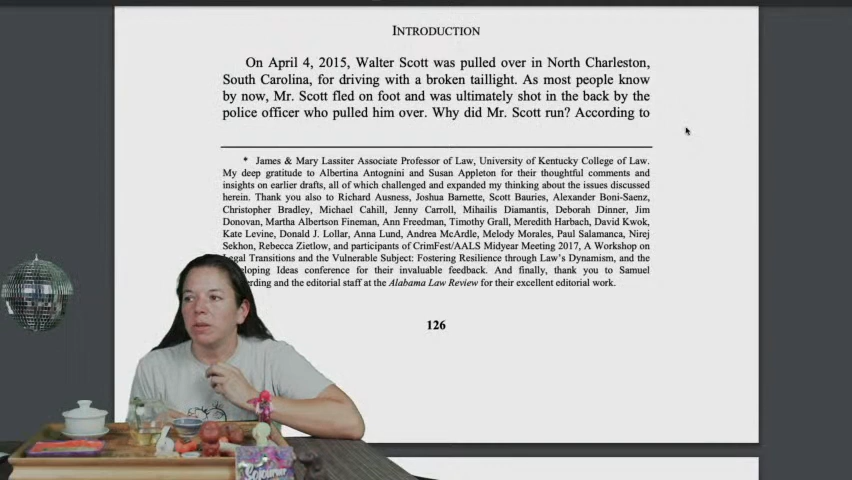 INTRODUCTION
On April 4, 2015, Walter Scott was pulled over in North Charleston,
South Carolina, for driving with a broken taillight. As most people know
by now, Mr. Scott fled on foot and was ultimately shot in the back by the
police officer who pulled him over. Why did Mr. Scott run? According to
* James & Mary Lassiter Associate Professor of Law, University of Kentucky College of Law.
My deep gratitude to Albertina Antognini and Susan Appleton for their thoughtful comments and
insights on earlier drafts, all of which challenged and expanded my thinking about the issues discussed
herein. Thank you also to Richard Ausness, Joshua Barnette, Scott Bauries, Alexander Boni-Saenz,
Christopher Bradley, Michael Cahill, Jenny Carroll, Mihailis Diamantis, Deborah Dinner, Jim
Donovan, Martha Albertson Fineman, Ann Freedman, Timothy Grall, Meredith Harbach, David Kwok,
Kate Levine, Donald J. Lollar, Anna Lund, Andrea McArdle, Melody Morales, Paul Salamanca, Nirej
Sekhon, Rebecca Zietlow, and participants of CrimFest/AALS Midyear Meeting 2017, A Workshop on
Legal Transitions and the Vulnerable Subject: Fostering Resilience through Law's Dynamism, and the
eloping Ideas conference for their invaluable feedback. And finally, thank you to Samuel
erding and the editorial staff at the Alabama Law Review for their excellent editorial work.
126
Sojourner